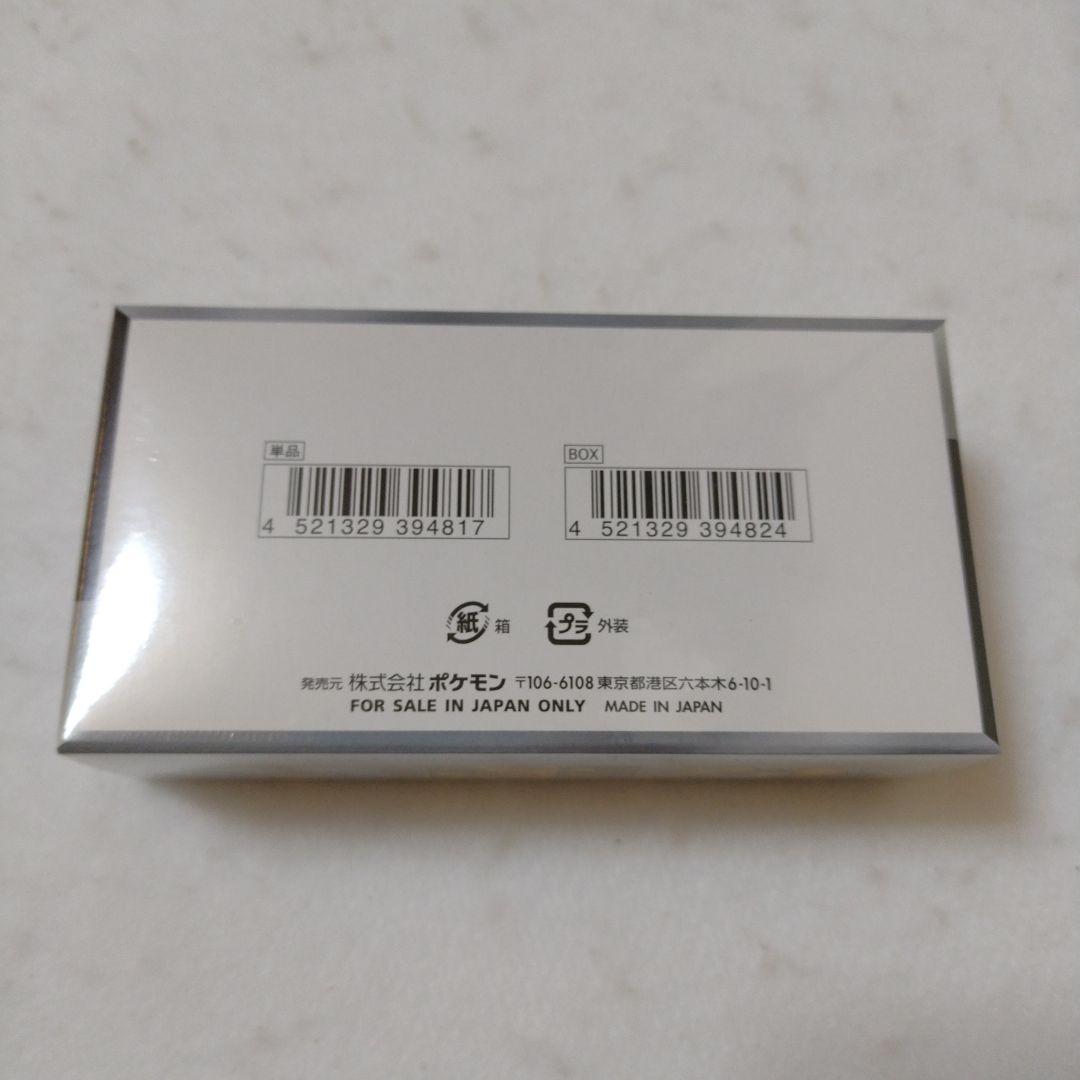 単品
4 521329 394817
BOX
4 521329 394824
紙 箱 プラ 外装
発売元 株式会社 ポケモン 〒106-6108 東京都港区六本木6-10-1
FOR SALE IN JAPAN ONLY MADE IN JAPAN